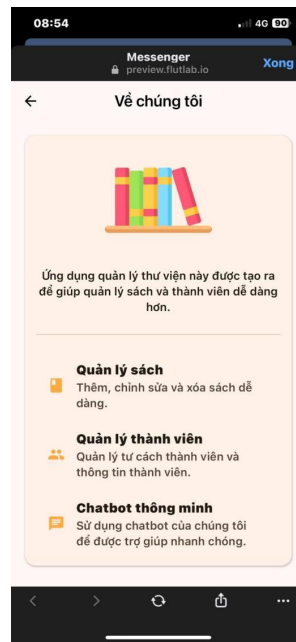 08:54
4G 90
Messenger
preview.flutlab.io
Xong
Về chúng tôi
Ứng dụng quản lý thư viện này được tạo ra
để giúp quản lý sách và thành viên dễ dàng
hơn.
Quản lý sách
Thêm, chỉnh sửa và xóa sách dễ
dàng.
Quản lý thành viên
Quản lý tư cách thành viên và
thông tin thành viên.
Chatbot thông minh
Sử dụng chatbot của chúng tôi
để được trợ giúp nhanh chóng.